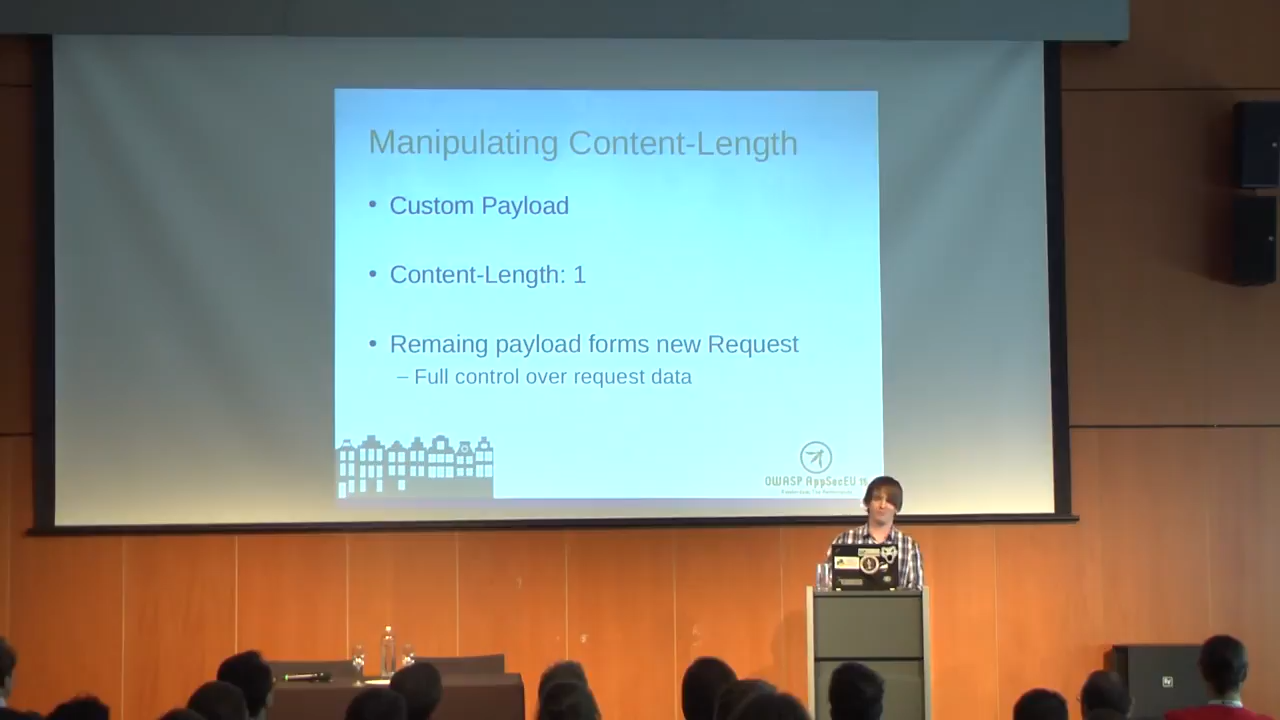 Manipulating Content-Length
• Custom Payload
• Content-Length: 1
• Remaing payload forms new Request
– Full control over request data
OWASP AppSecEU